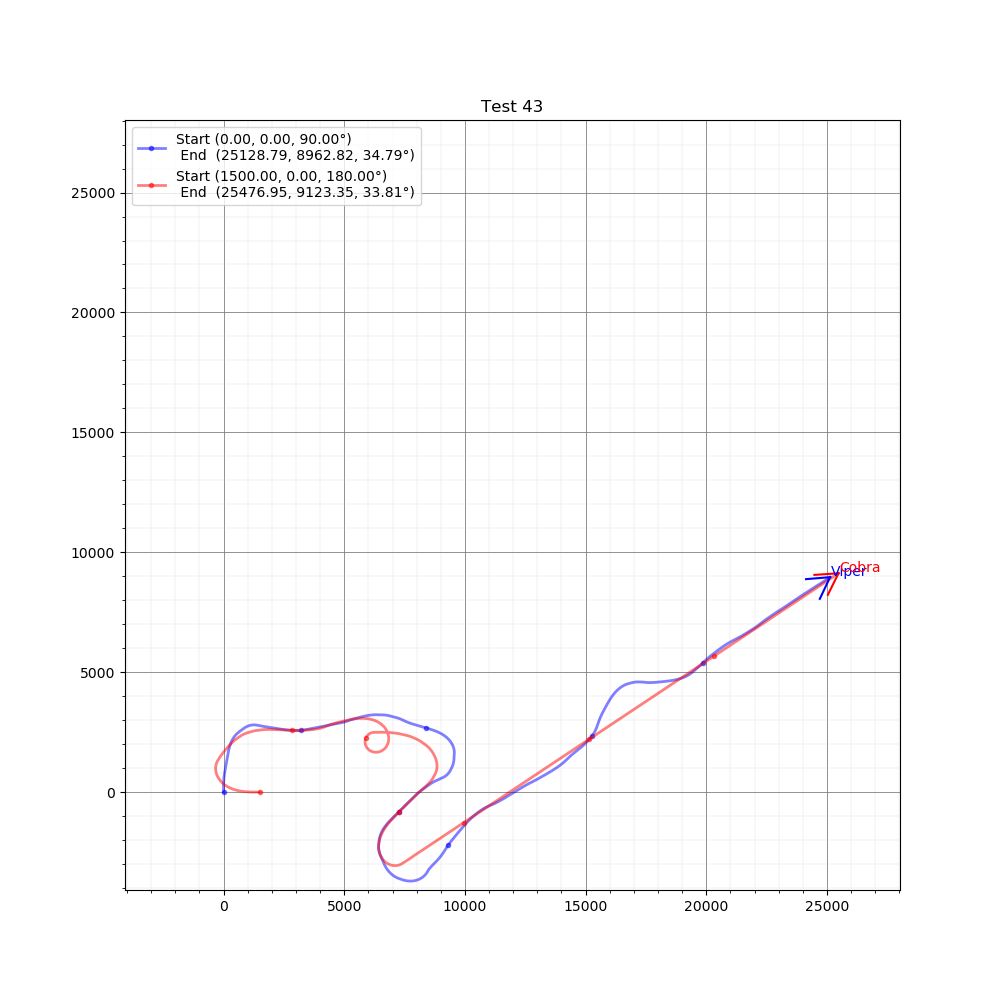 Test 43
Start (0.00, 0.00, 90.00°)
End (25128.79, 8962.82, 34.79°)
Start (1500.00, 0.00, 180.00°)
End (25476.95, 9123.35, 33.81°)
25000
20000
15000
10000
5000
0
Cobra
Viper
0 5000 10000 15000 20000 25000